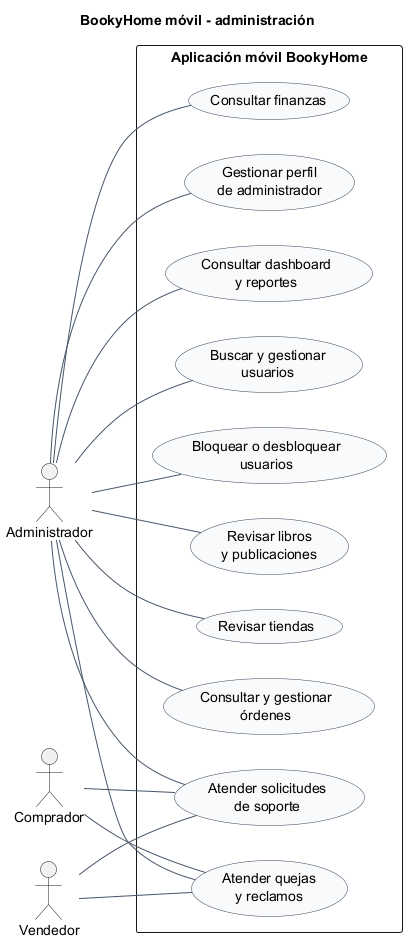 BookyHome móvil - administración
Aplicación móvil BookyHome
Consultar finanzas
Gestionar perfil
de administrador
Consultar dashboard
y reportes
Buscar y gestionar
usuarios
Bloquear o desbloquear
usuarios
Administrador
Revisar libros
y publicaciones
Revisar tiendas
Consultar y gestionar
órdenes
Atender solicitudes
de soporte
Comprador
Atender quejas
y reclamos
Vendedor